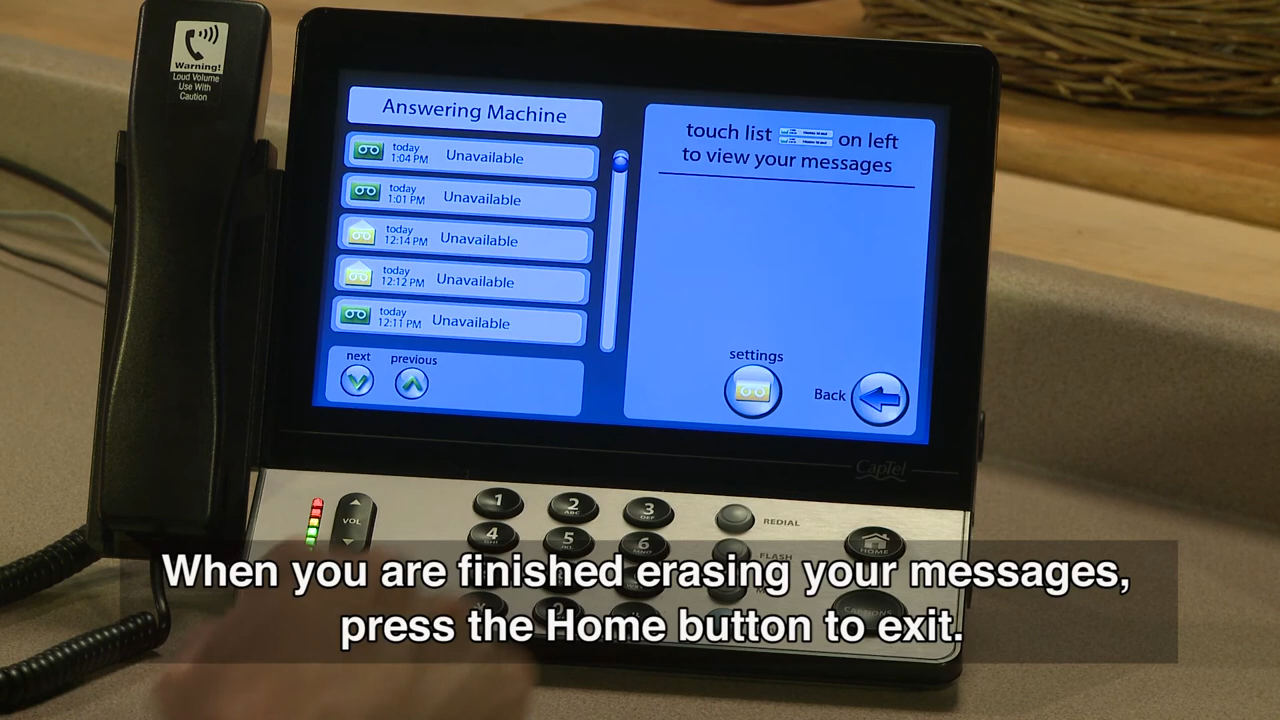 Warning!
Loud Volume
Use With
Caution
Answering Machine
today
1:04 PM
Unavailable
today
1:01 PM
Unavailable
today
12:14 PM
Unavailable
today
12:12 PM
Unavailable
today
12:11 PM
Unavailable
next
previous
touch list on left
to view your messages
settings
Back
CapTel
VOL
1
2
ABC
3
DEF
REDIAL
4
GHI
5
6
MNO
FLASH
HOME
CAPTIONS
When you are finished erasing your messages,
press the Home button to exit.